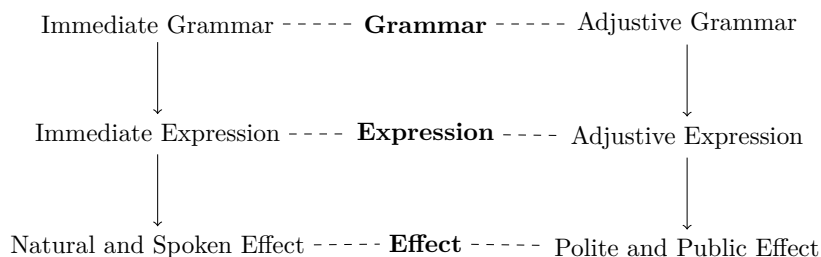 Immediate Grammar Grammar Adjustive Grammar
Immediate Expression Expression Adjustive Expression
Natural and Spoken Effect Effect Polite and Public Effect